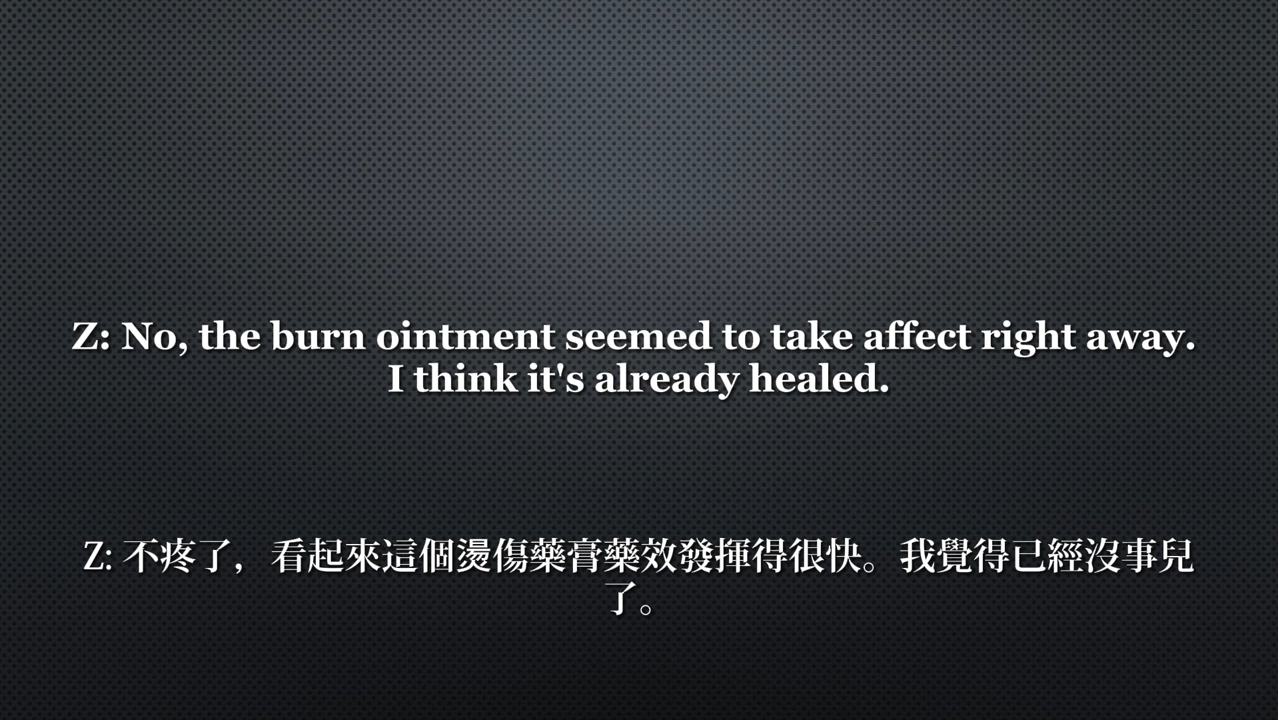 Z: No, the burn ointment seemed to take affect right away.
I think it's already healed.
Z: 不疼了，看起來這個燙傷藥膏藥效發揮得很快。我覺得已經沒事兒
了。